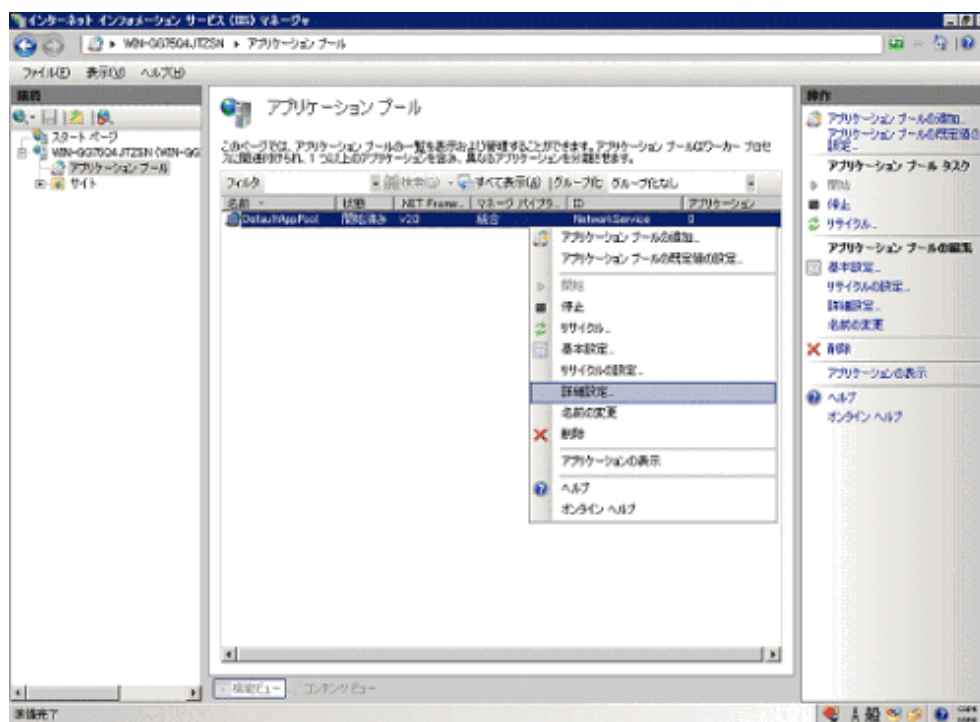 インターネット インフォメーション サービス (IIS) マネージャ
アプリケーション プール
ファイル(F) 表示(V) ヘルプ(H)
接続
スタート ページ
アプリケーション プール
サイト
アプリケーション プール
このページでは、アプリケーション プールの一覧を表示および管理することができます。アプリケーション プールはワーカー プロセ
スに関連付けられ、1 つ以上のアプリケーションを含み、異なるアプリケーションを分離させます。
フィルタ 検索(G) すべて表示(A) グループ化: グループ化なし
名前 状態 .NET Frame... マネージ パイプラ... ID アプリケーション
DefaultAppPool 開始済み v2.0 統合 NetworkService 0
アプリケーション プールの追加...
アプリケーション プールの既定値の設定...
開始
停止
リサイクル...
基本設定...
リサイクルの設定...
詳細設定...
名前の変更
削除
アプリケーションの表示
ヘルプ
オンライン ヘルプ
機能ビュー コンテンツ ビュー
操作
アプリケーション プールの追加...
アプリケーション プールの既定値の
設定...
アプリケーション プール タスク
開始
停止
リサイクル...
アプリケーション プールの編集
基本設定...
リサイクルの設定...
詳細設定...
名前の変更
削除
アプリケーションの表示
ヘルプ
オンライン ヘルプ
準備完了